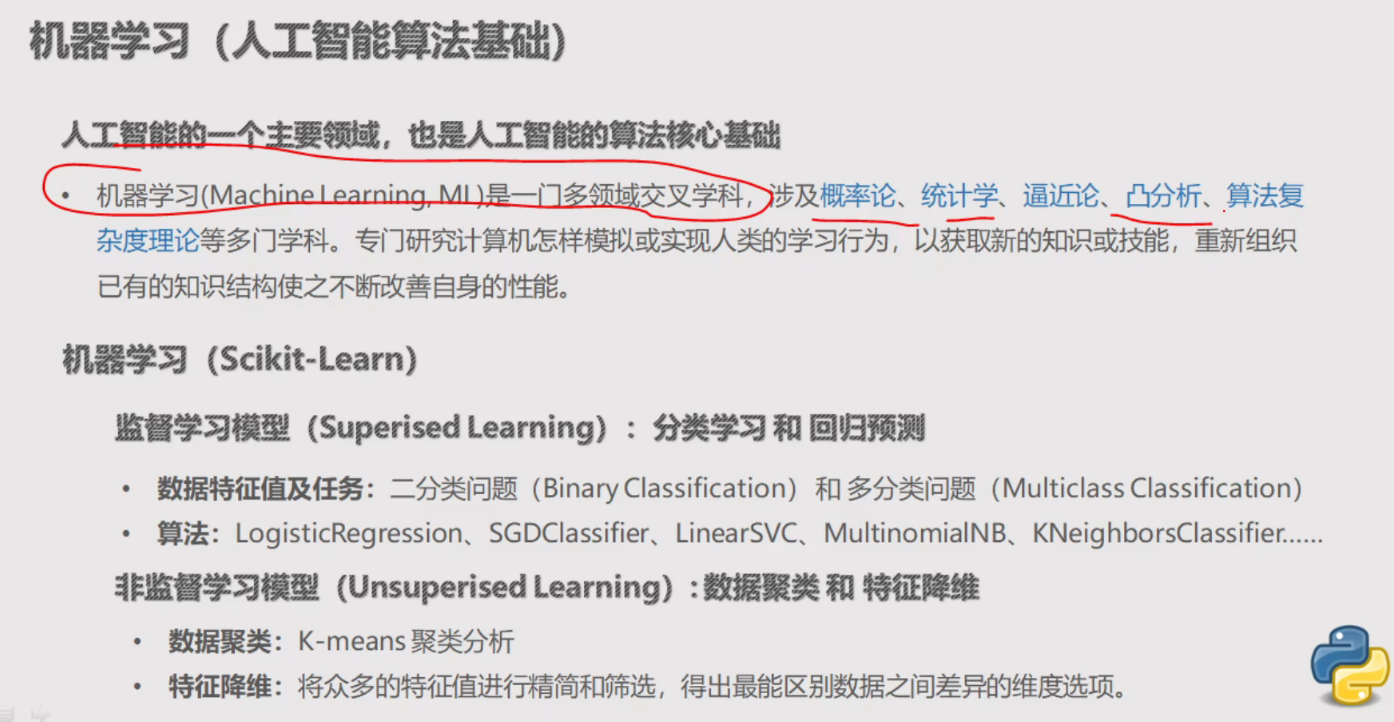 机器学习（人工智能算法基础）
人工智能的一个主要领域，也是人工智能的算法核心基础
• 机器学习(Machine Learning, ML)是一门多领域交叉学科，涉及概率论、统计学、逼近论、凸分析、算法复
杂度理论等多门学科。专门研究计算机怎样模拟或实现人类的学习行为，以获取新的知识或技能，重新组织
已有的知识结构使之不断改善自身的性能。
机器学习（Scikit-Learn）
监督学习模型（Superised Learning）：分类学习 和 回归预测
• 数据特征值及任务：二分类问题（Binary Classification）和 多分类问题（Multiclass Classification）
• 算法：LogisticRegression、SGDClassifier、LinearSVC、MultinomialNB、KNeighborsClassifier......
非监督学习模型（Unsuperised Learning）: 数据聚类 和 特征降维
• 数据聚类：K-means 聚类分析
• 特征降维：将众多的特征值进行精简和筛选，得出最能区别数据之间差异的维度选项。